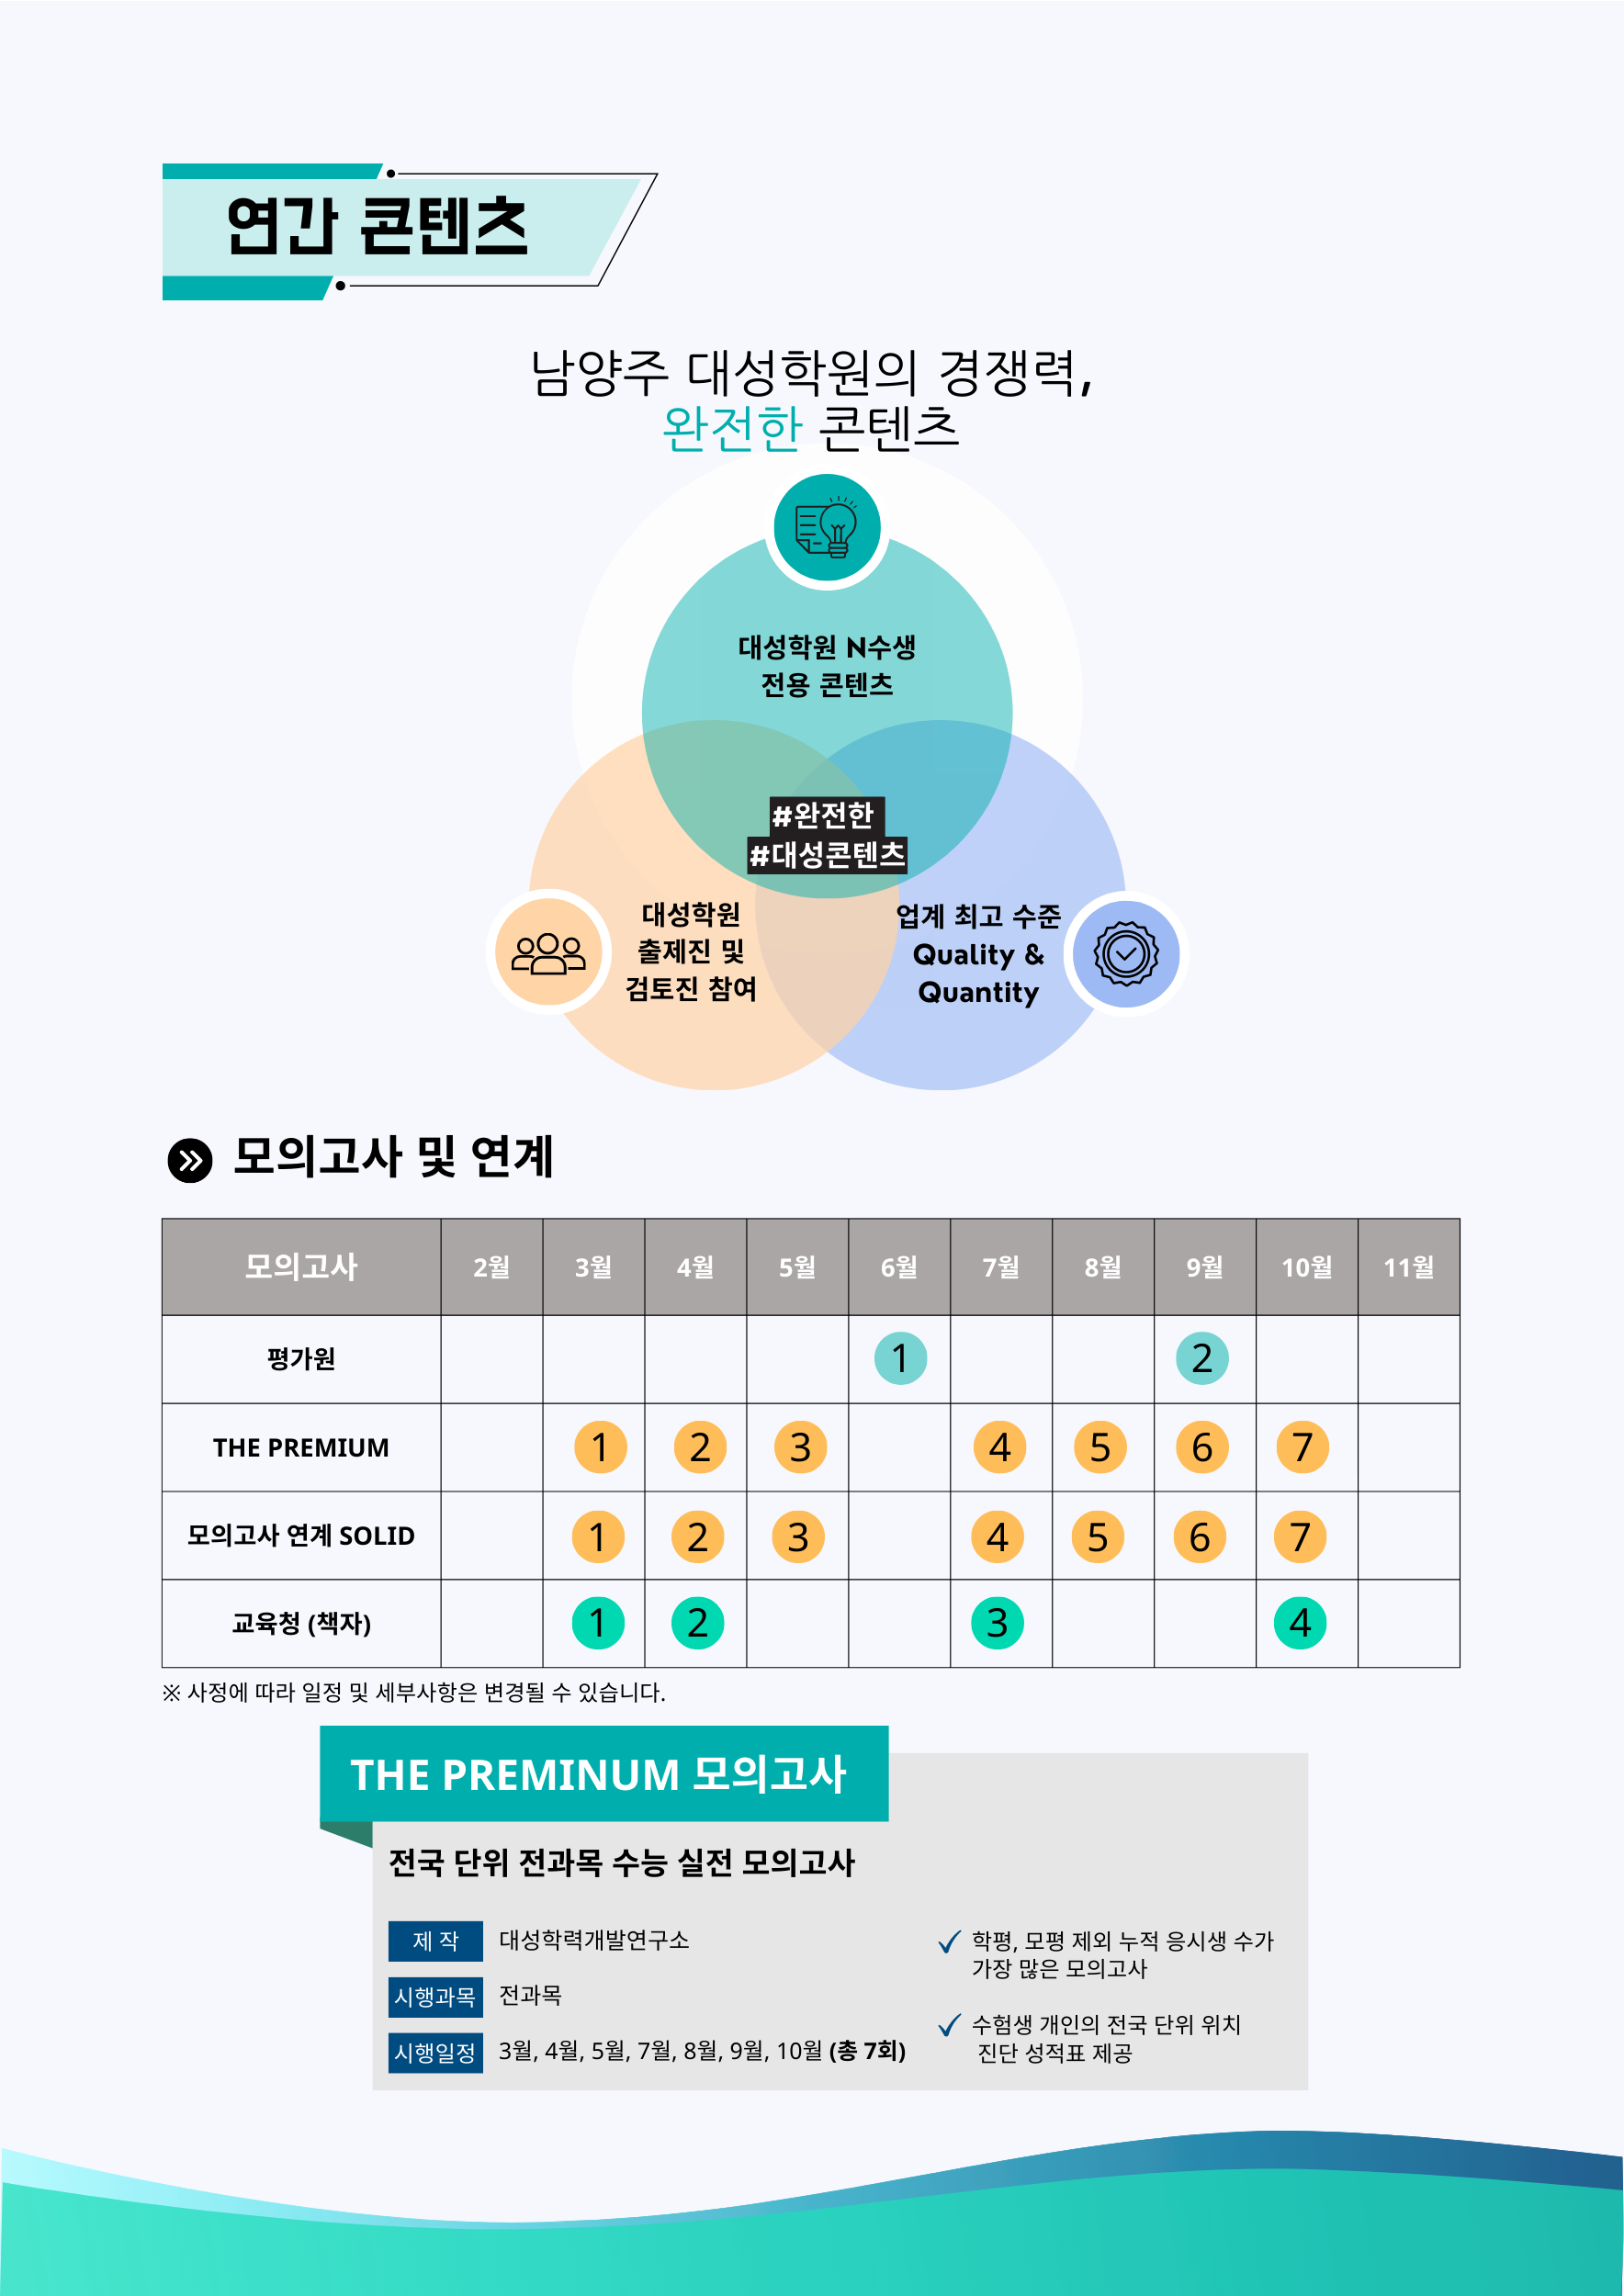 연간 콘텐츠
남양주 대성학원의 경쟁력,
완전한 콘텐츠
대성학원 N수생
전용 콘텐츠
#완전한
#대성콘텐츠
대성학원
출제진 및
검토진 참여
업계 최고 수준
Quality &
Quantity
모의고사 및 연계
모의고사 2월 3월 4월 5월 6월 7월 8월 9월 10월 11월
평가원 1 2
THE PREMIUM 1 2 3 4 5 6 7
모의고사 연계 SOLID 1 2 3 4 5 6 7
교육청 (책자) 1 2 3 4
※ 사정에 따라 일정 및 세부사항은 변경될 수 있습니다.
THE PREMINUM 모의고사
전국 단위 전과목 수능 실전 모의고사
제 작 대성학력개발연구소
시행과목 전과목
시행일정 3월, 4월, 5월, 7월, 8월, 9월, 10월 (총 7회)
학평, 모평 제외 누적 응시생 수가
가장 많은 모의고사
수험생 개인의 전국 단위 위치
진단 성적표 제공